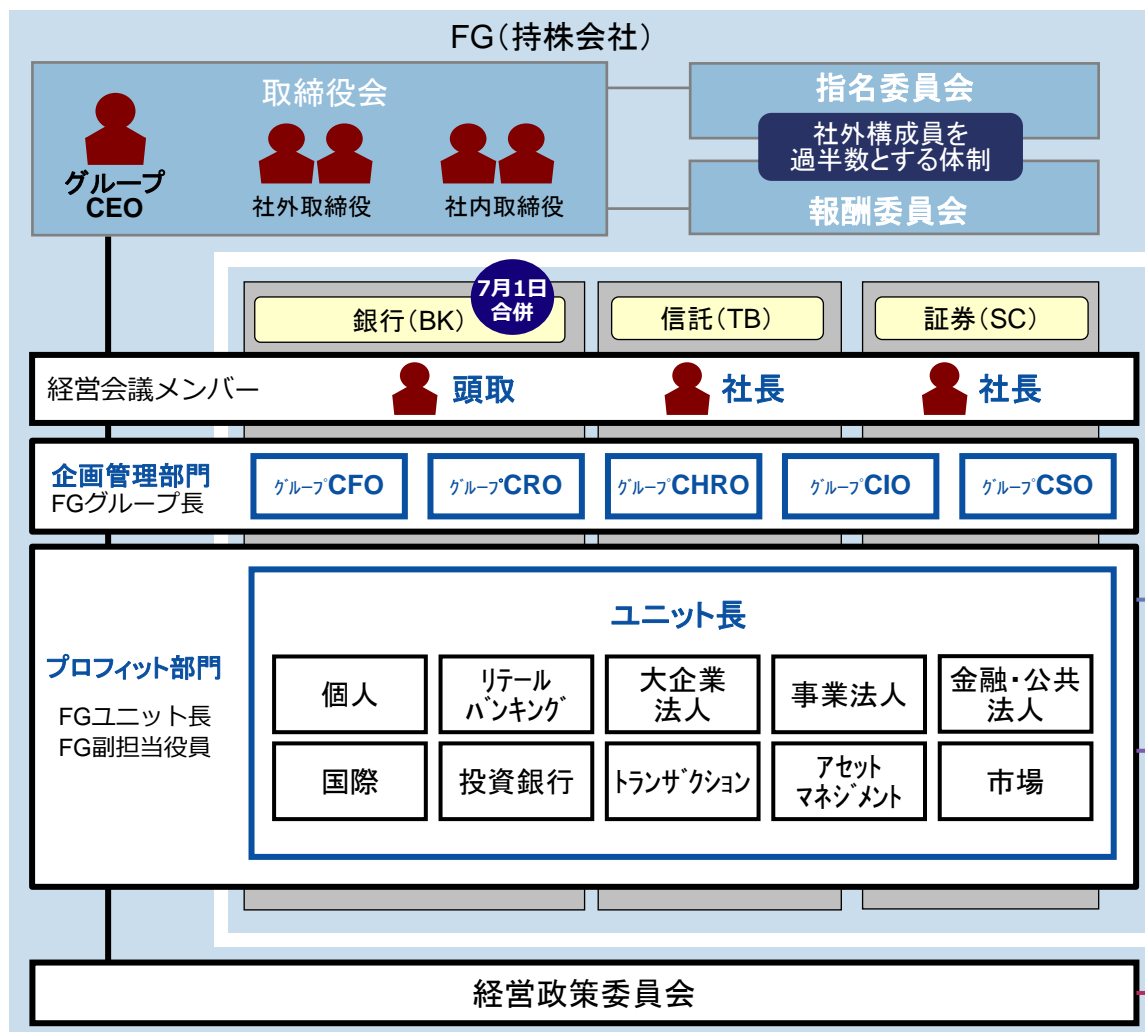 FG（持株会社）
取締役会
グループ
CEO
社外取締役
社内取締役
指名委員会
社外構成員を
過半数とする体制
報酬委員会
7月1日
合併
銀行（BK）
信託（TB）
証券（SC）
経営会議メンバー
頭取
社長
社長
企画管理部門
FGグループ長
グループCFO
グループCRO
グループCHRO
グループCIO
グループCSO
プロフィット部門
FGユニット長
FG副担当役員
ユニット長
個人
リテール
バンキング
大企業
法人
事業法人
金融・公共
法人
国際
投資銀行
トランザクション
アセット
マネジメント
市場
経営政策委員会